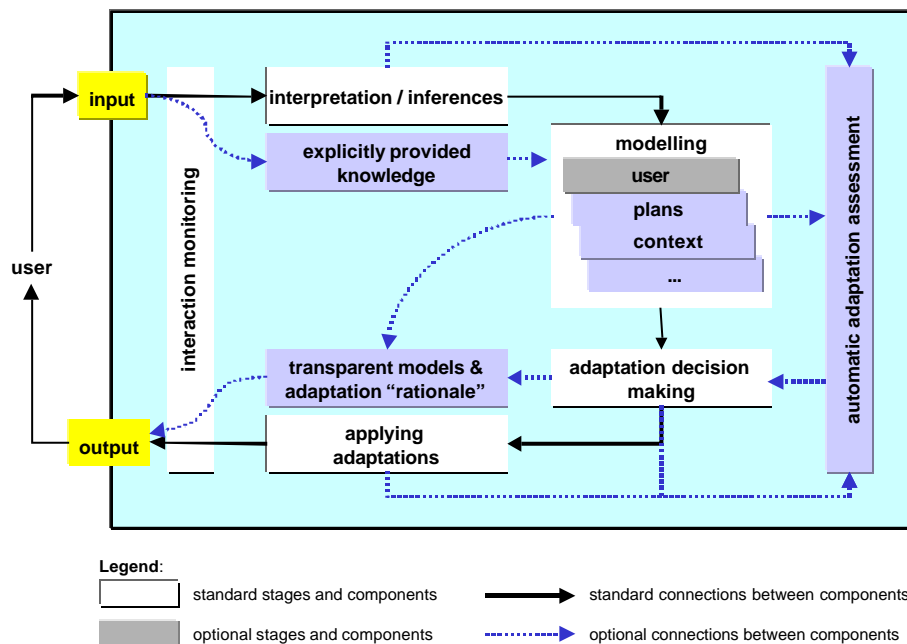 input
interpretation / inferences
explicitly provided
knowledge
modelling
user
plans
context
...
user
interaction monitoring
automatic adaptation assessment
transparent models &
adaptation “rationale”
adaptation decision
making
output
applying
adaptations
Legend:
standard stages and components
standard connections between components
optional stages and components
optional connections between components